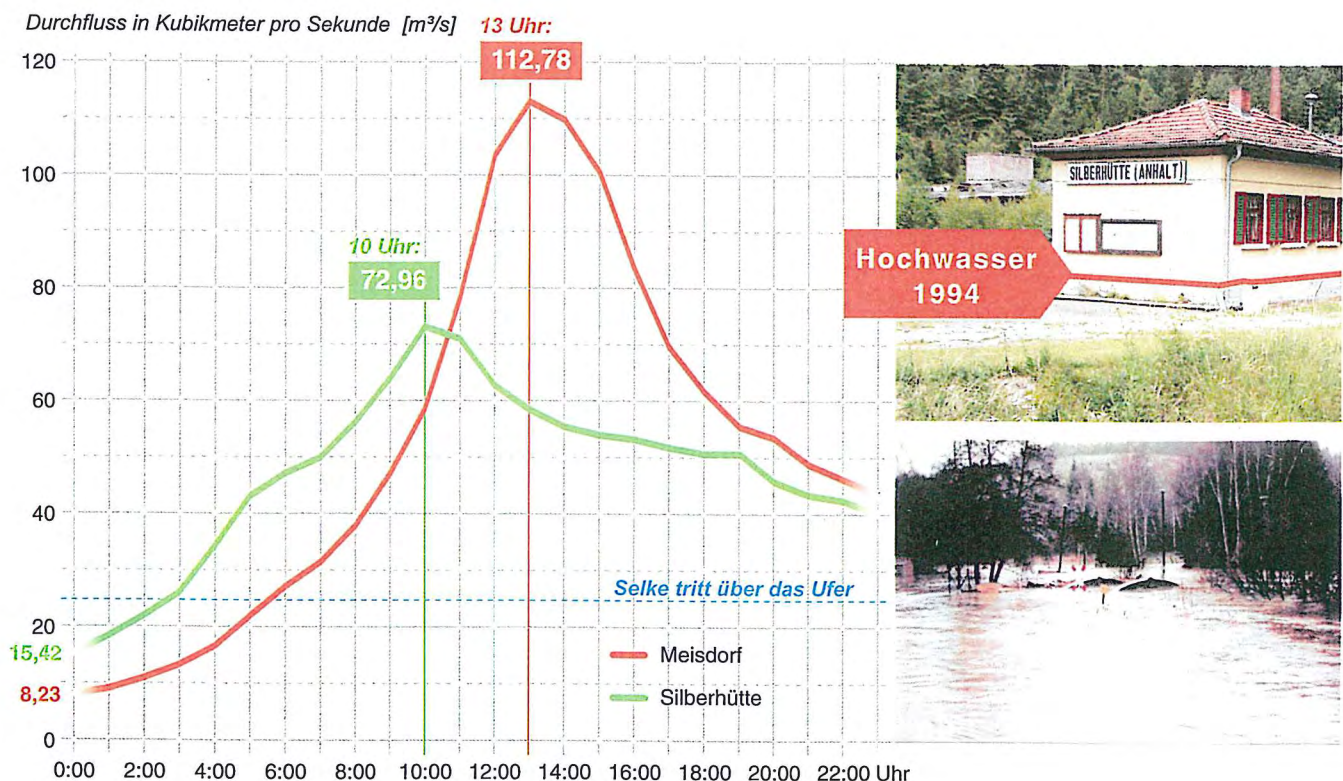 Durchfluss in Kubikmeter pro Sekunde [m³/s]
13 Uhr:
112,78
10 Uhr:
72,96
120
100
80
60
40
20
15,42
8,23
0
Selke tritt über das Ufer
Meisdorf
Silberhütte
0:00 2:00 4:00 6:00 8:00 10:00 12:00 14:00 16:00 18:00 20:00 22:00 Uhr
SILBERHÜTTE (ANHALT)
Hochwasser
1994